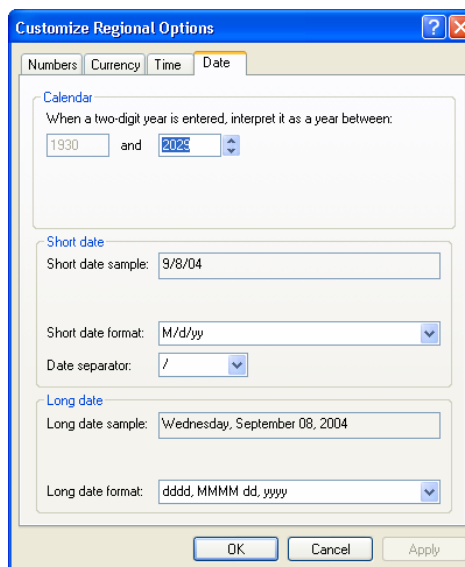 Customize Regional Options
Numbers Currency Time Date
Calendar
When a two-digit year is entered, interpret it as a year between:
1930 and 2029
Short date
Short date sample: 9/8/04
Short date format: M/d/yy
Date separator: /
Long date
Long date sample: Wednesday, September 08, 2004
Long date format: dddd, MMMM dd, yyyy
OK Cancel Apply